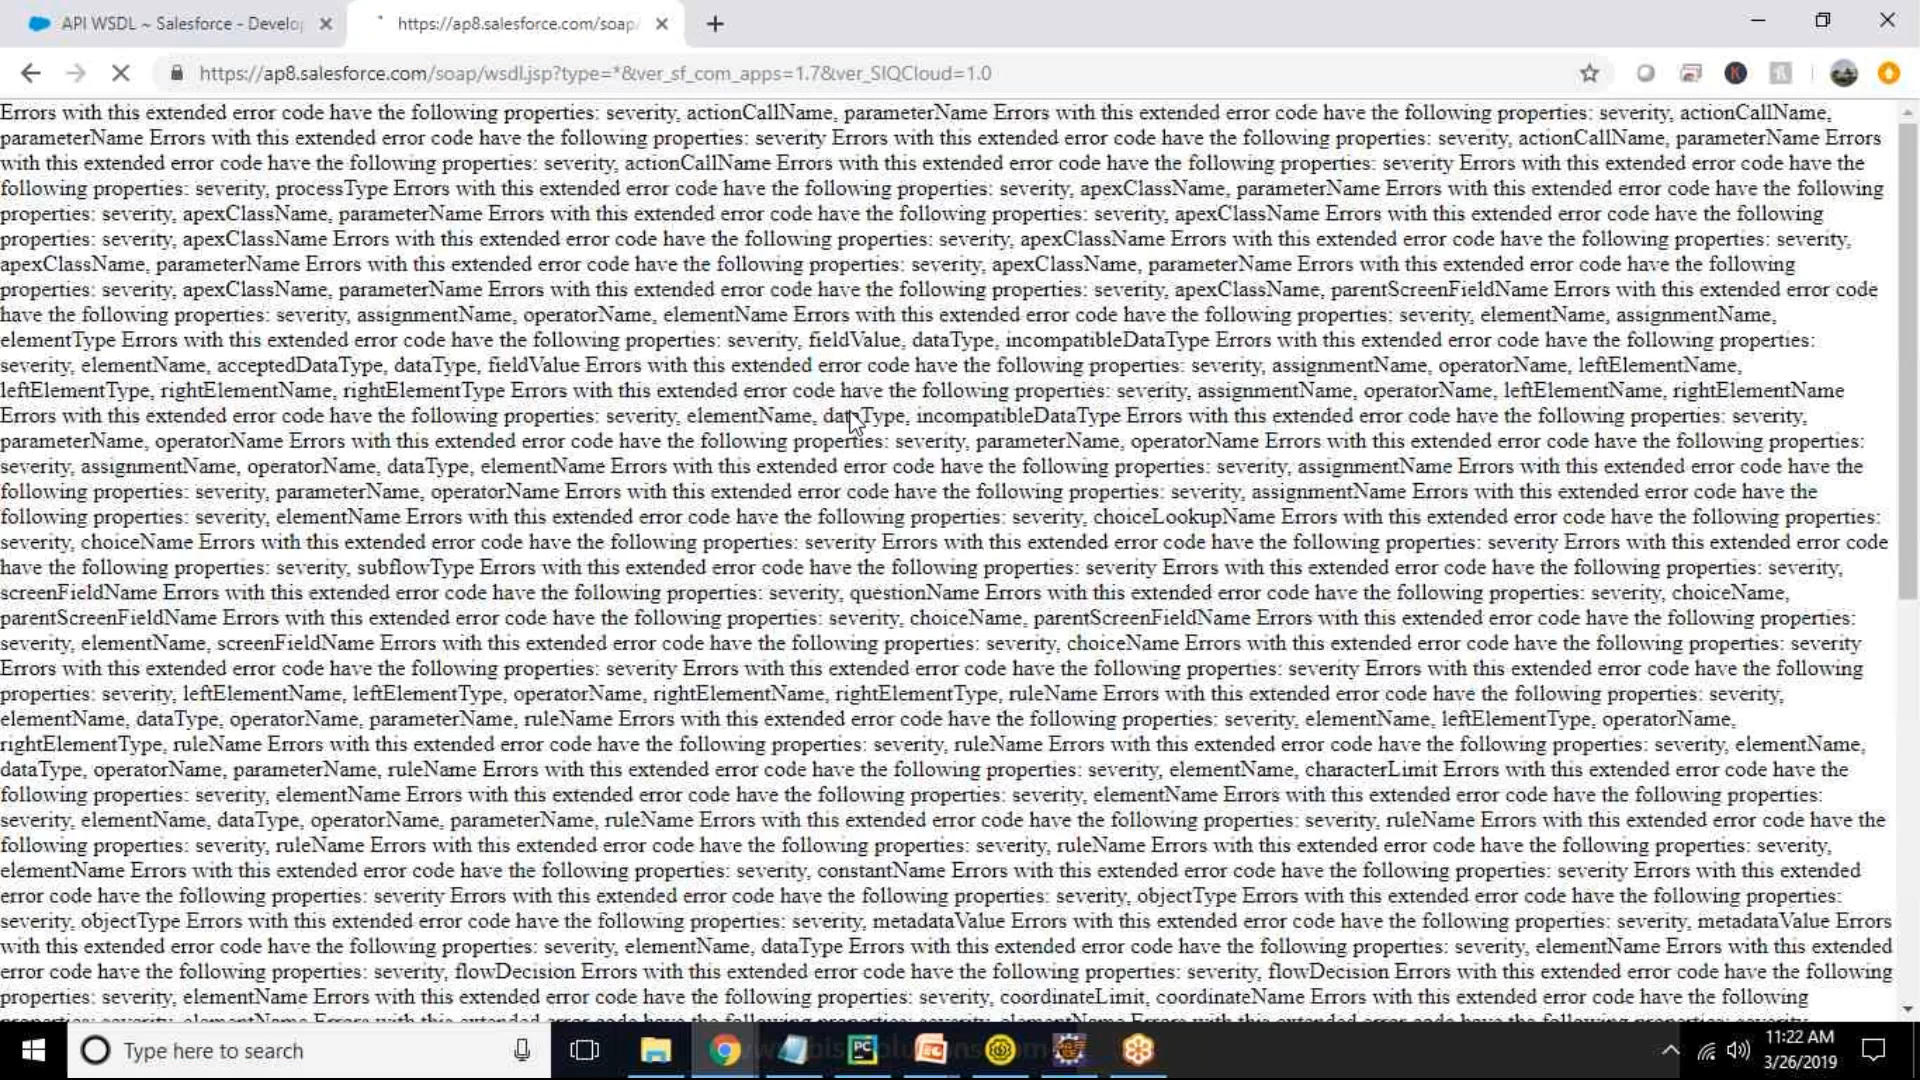 API WSDL ~ Salesforce - Develop
https://ap8.salesforce.com/soap/
https://ap8.salesforce.com/soap/wsdl.jsp?type=*&ver_sf_com_apps=1.7&ver_SIQCloud=1.0
Errors with this extended error code have the following properties: severity, actionCallName, parameterName Errors with this extended error code have the following properties: severity, actionCallName,
parameterName Errors with this extended error code have the following properties: severity Errors with this extended error code have the following properties: severity, actionCallName, parameterName Errors
with this extended error code have the following properties: severity, actionCallName Errors with this extended error code have the following properties: severity Errors with this extended error code have the
following properties: severity, processType Errors with this extended error code have the following properties: severity, apexClassName, parameterName Errors with this extended error code have the following
properties: severity, apexClassName, parameterName Errors with this extended error code have the following properties: severity, apexClassName Errors with this extended error code have the following
properties: severity, apexClassName Errors with this extended error code have the following properties: severity, apexClassName Errors with this extended error code have the following properties: severity,
apexClassName, parameterName Errors with this extended error code have the following properties: severity, apexClassName, parameterName Errors with this extended error code have the following
properties: severity, apexClassName, parameterName Errors with this extended error code have the following properties: severity, apexClassName, parentScreenFieldName Errors with this extended error code
have the following properties: severity, assignmentName, operatorName, elementName Errors with this extended error code have the following properties: severity, elementName, assignmentName,
elementType Errors with this extended error code have the following properties: severity, fieldValue, dataType, incompatibleDataType Errors with this extended error code have the following properties:
severity, elementName, acceptedDataType, dataType, fieldValue Errors with this extended error code have the following properties: severity, assignmentName, operatorName, leftElementName,
leftElementType, rightElementName, rightElementType Errors with this extended error code have the following properties: severity, assignmentName, operatorName, leftElementName, rightElementName
Errors with this extended error code have the following properties: severity, elementName, dataType, incompatibleDataType Errors with this extended error code have the following properties: severity,
parameterName, operatorName Errors with this extended error code have the following properties: severity, parameterName, operatorName Errors with this extended error code have the following properties:
severity, assignmentName, operatorName, dataType, elementName Errors with this extended error code have the following properties: severity, assignmentName Errors with this extended error code have the
following properties: severity, parameterName, operatorName Errors with this extended error code have the following properties: severity, assignmentName Errors with this extended error code have the
following properties: severity, elementName Errors with this extended error code have the following properties: severity, choiceLookupName Errors with this extended error code have the following properties:
severity, choiceName Errors with this extended error code have the following properties: severity Errors with this extended error code have the following properties: severity Errors with this extended error code
have the following properties: severity, subflowType Errors with this extended error code have the following properties: severity Errors with this extended error code have the following properties: severity,
screenFieldName Errors with this extended error code have the following properties: severity, questionName Errors with this extended error code have the following properties: severity, choiceName,
parentScreenFieldName Errors with this extended error code have the following properties: severity, choiceName, parentScreenFieldName Errors with this extended error code have the following properties:
severity, elementName, screenFieldName Errors with this extended error code have the following properties: severity, choiceName Errors with this extended error code have the following properties: severity
Errors with this extended error code have the following properties: severity Errors with this extended error code have the following properties: severity Errors with this extended error code have the following
properties: severity, leftElementName, leftElementType, operatorName, rightElementName, rightElementType, ruleName Errors with this extended error code have the following properties: severity,
elementName, dataType, operatorName, parameterName, ruleName Errors with this extended error code have the following properties: severity, elementName, leftElementType, operatorName,
rightElementType, ruleName Errors with this extended error code have the following properties: severity, ruleName Errors with this extended error code have the following properties: severity, elementName,
dataType, operatorName, parameterName, ruleName Errors with this extended error code have the following properties: severity, elementName, characterLimit Errors with this extended error code have the
following properties: severity, elementName Errors with this extended error code have the following properties: severity, elementName Errors with this extended error code have the following properties:
severity, elementName, dataType, operatorName, parameterName, ruleName Errors with this extended error code have the following properties: severity, ruleName Errors with this extended error code have the
following properties: severity, ruleName Errors with this extended error code have the following properties: severity, ruleName Errors with this extended error code have the following properties: severity,
elementName Errors with this extended error code have the following properties: severity, constantName Errors with this extended error code have the following properties: severity Errors with this extended
error code have the following properties: severity Errors with this extended error code have the following properties: severity, objectType Errors with this extended error code have the following properties:
severity, objectType Errors with this extended error code have the following properties: severity, metadataValue Errors with this extended error code have the following properties: severity, metadataValue Errors
with this extended error code have the following properties: severity, elementName, dataType Errors with this extended error code have the following properties: severity, elementName Errors with this extended
error code have the following properties: severity, flowDecision Errors with this extended error code have the following properties: severity, flowDecision Errors with this extended error code have the following
properties: severity, elementName Errors with this extended error code have the following properties: severity, coordinateLimit, coordinateName Errors with this extended error code have the following
Type here to search
11:22 AM
3/26/2019